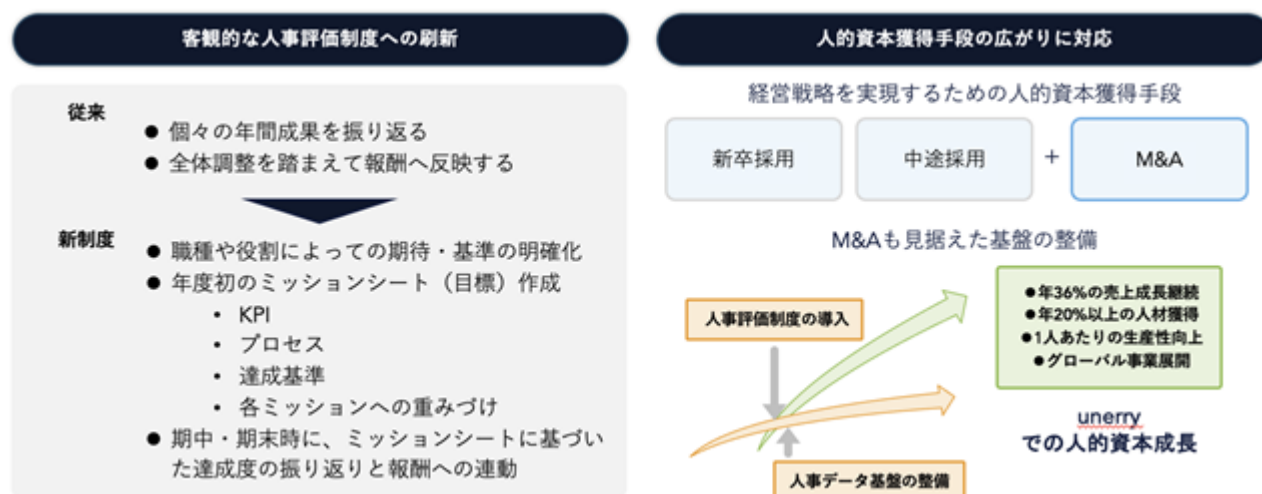 客観的な人事評価制度への刷新
従来
● 個々の年間成果を振り返る
● 全体調整を踏まえて報酬へ反映する
新制度
● 職種や役割によっての期待・基準の明確化
● 年度初のミッションシート（目標）作成
• KPI
• プロセス
• 達成基準
• 各ミッションへの重みづけ
● 期中・期末時に、ミッションシートに基づい
た達成度の振り返りと報酬への連動
人的資本獲得手段の広がりに対応
経営戦略を実現するための人的資本獲得手段
新卒採用
中途採用
+
M&A
M&Aも見据えた基盤の整備
人事評価制度の導入
●年36%の売上成長継続
●年20%以上の人材獲得
●1人あたりの生産性向上
●グローバル事業展開
unerry
での人的資本成長
人事データ基盤の整備